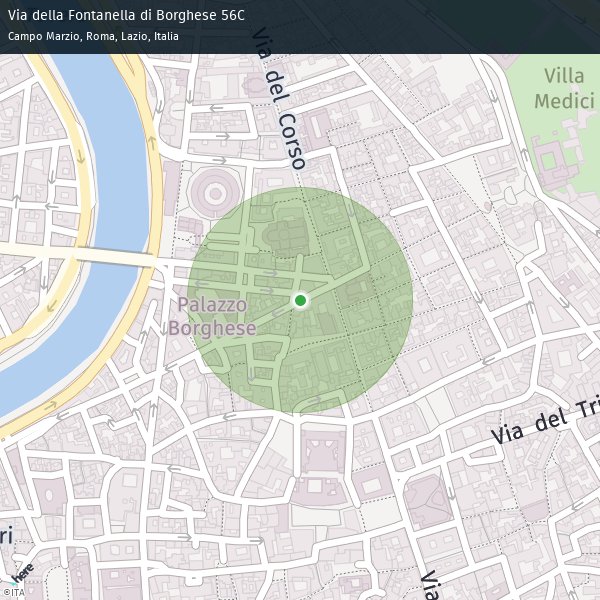 Via della Fontanella di Borghese 56C
Campo Marzio, Roma, Lazio, Italia
Via del Corso
Villa
Medici
Palazzo
Borghese
Via del Tri
ri
Via
here
©ITA